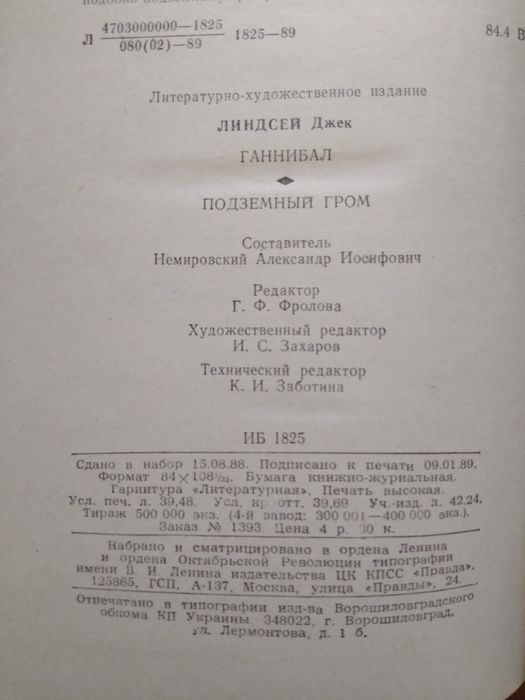 Л 4703000000—1825 1825—89 84.4 В
080(02)—89
Литературно-художественное издание
ЛИНДСЕЙ Джек
ГАННИБАЛ
ПОДЗЕМНЫЙ ГРОМ
Составитель
Немировский Александр Иосифович
Редактор
Г. Ф. Фролова
Художественный редактор
И. С. Захаров
Технический редактор
К. И. Заботина
ИБ 1825
Сдано в набор 15.08.88. Подписано к печати 09.01.89.
Формат 84×108 1/32. Бумага книжно-журнальная.
Гарнитура «Литературная». Печать высокая.
Усл. печ. л. 39,48. Усл. кр. отт. 39,69 Уч.-изд. л. 42,24.
Тираж 500 000 экз. (4-й завод: 300 001—400 000 экз.).
Заказ № 1393. Цена 4 р. 30 к.
Набрано и сматрицировано в ордена Ленина
и ордена Октябрьской Революции типографии
имени В. И. Ленина издательства ЦК КПСС «Правда».
125865, ГСП, А-137, Москва, улица «Правды», 24.
Отпечатано в типографии изд-ва Ворошиловградского
обкома КП Украины 348022, г. Ворошиловград,
ул. Лермонтова, д. 1 б.